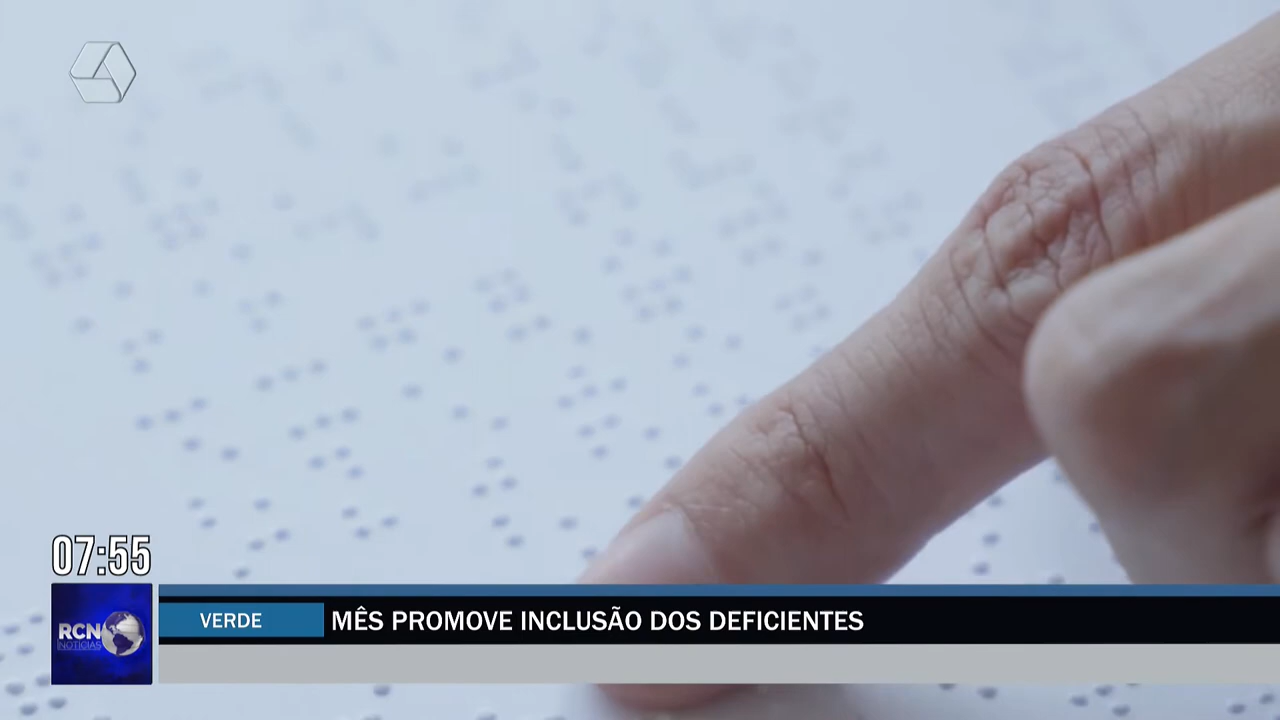 07:55
RCN
NOTÍCIAS
VERDE
MÊS PROMOVE INCLUSÃO DOS DEFICIENTES